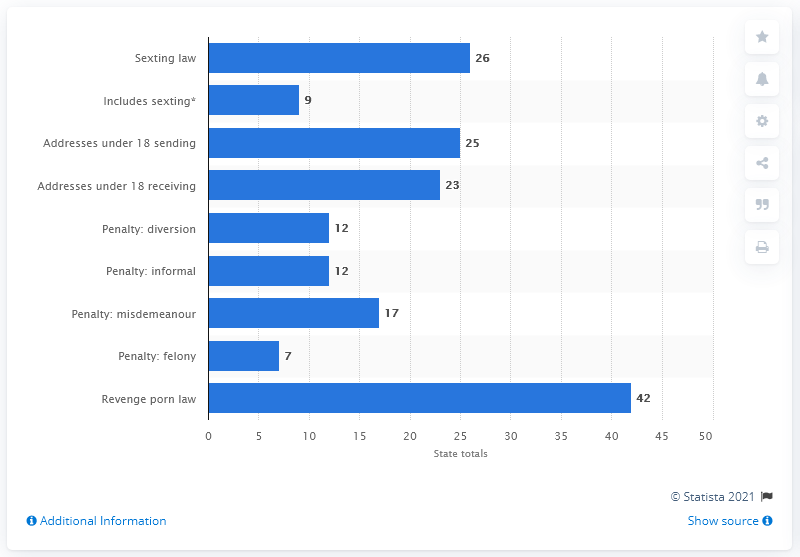 Sexting law 26
Includes sexting* 9
Addresses under 18 sending 25
Addresses under 18 receiving 23
Penalty: diversion 12
Penalty: informal 12
Penalty: misdemeanour 17
Penalty: felony 7
Revenge porn law 42
0 5 10 15 20 25 30 35 40 45 50
State totals
© Statista 2021
Additional Information Show source